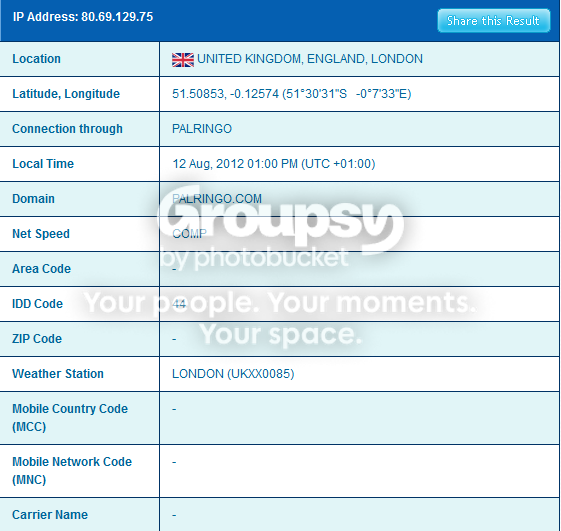 IP Address: 80.69.129.75
Share this Result
Location UNITED KINGDOM, ENGLAND, LONDON
Latitude, Longitude 51.50853, -0.12574 (51°30'31"S -0°7'33"E)
Connection through PALRINGO
Local Time 12 Aug, 2012 01:00 PM (UTC +01:00)
Domain PALRINGO.COM
Groupsy
Net Speed COMP
by photobucket
Area Code -
IDD Code 44
Your people. Your moments.
Your space.
ZIP Code -
Weather Station LONDON (UKXX0085)
Mobile Country Code -
(MCC)
Mobile Network Code -
(MNC)
Carrier Name -